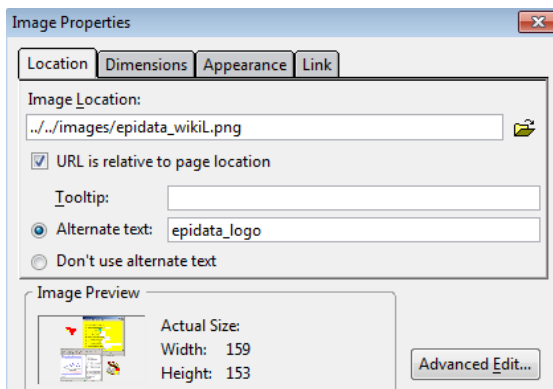 Image Properties
Location Dimensions Appearance Link
Image Location:
../../images/epidata_wikiL.png
URL is relative to page location
Tooltip:
Alternate text: epidata_logo
Don't use alternate text
Image Preview
Actual Size:
Width: 159
Height: 153
Advanced Edit...